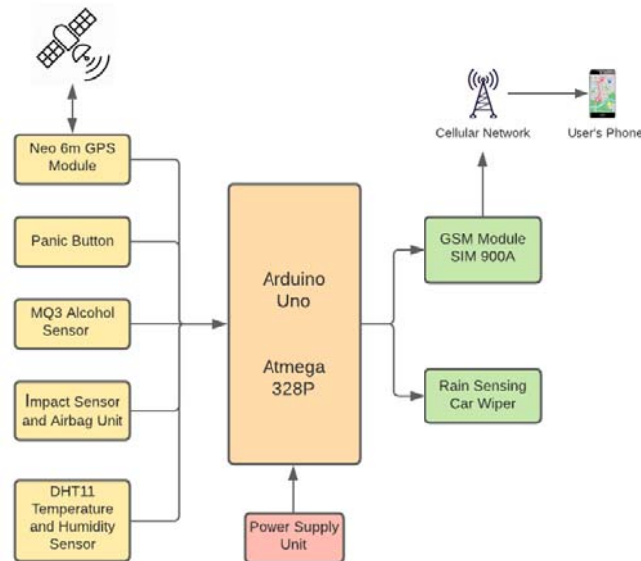 Cellular Network
User's Phone
Neo 6m GPS
Module
Panic Button
MQ3 Alcohol
Sensor
Impact Sensor
and Airbag Unit
DHT11
Temperature
and Humidity
Sensor
Arduino
Uno
Atmega
328P
Power Supply
Unit
GSM Module
SIM 900A
Rain Sensing
Car Wiper